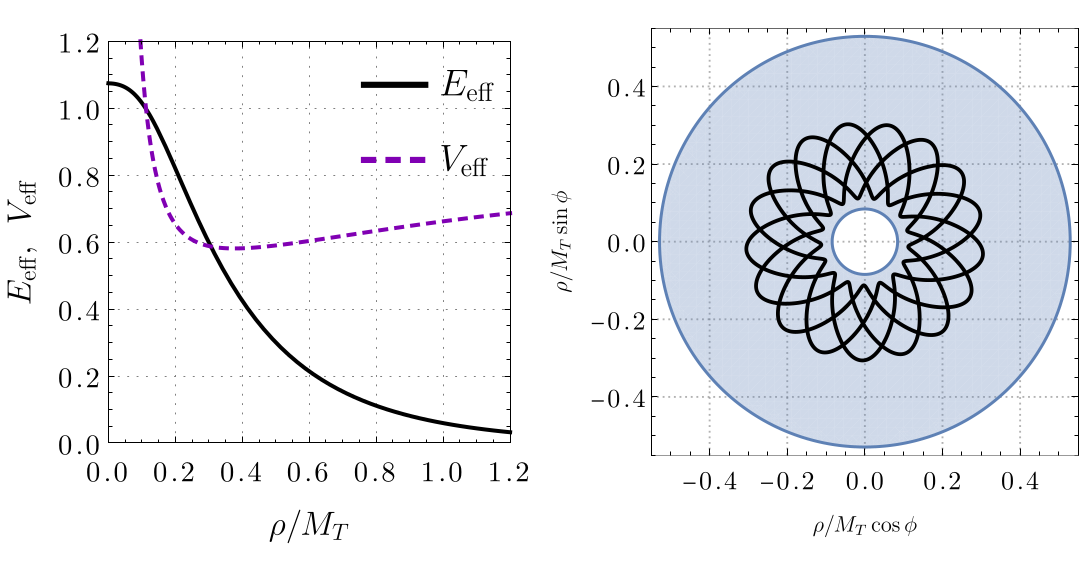 E_eff, V_eff
1.2
1.0
0.8
0.6
0.4
0.2
0.0
0.0 0.2 0.4 0.6 0.8 1.0 1.2
ρ/M_T
E_eff
V_eff
ρ/M_T sin ϕ
0.4
0.2
0.0
−0.2
−0.4
−0.4 −0.2 0.0 0.2 0.4
ρ/M_T cos ϕ